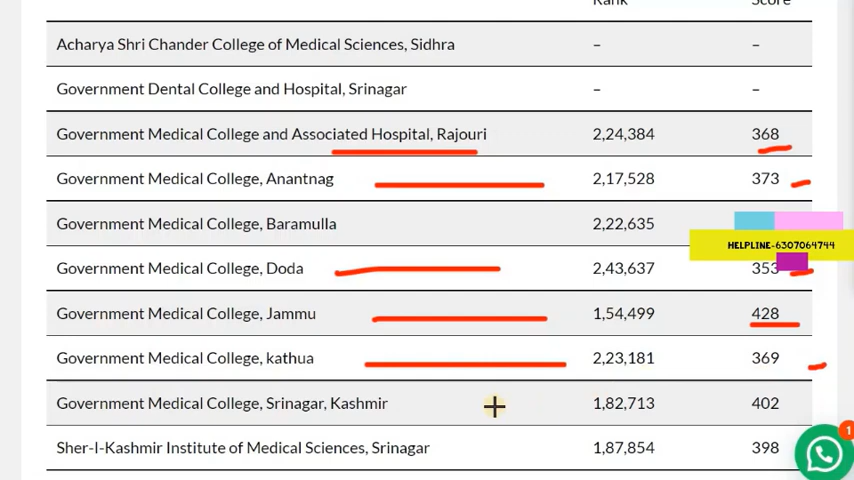 Rank Score
Acharya Shri Chander College of Medical Sciences, Sidhra – –
Government Dental College and Hospital, Srinagar – –
Government Medical College and Associated Hospital, Rajouri 2,24,384 368
Government Medical College, Anantnag 2,17,528 373
Government Medical College, Baramulla 2,22,635
HELPLINE-6307064744
Government Medical College, Doda 2,43,637 353
Government Medical College, Jammu 1,54,499 428
Government Medical College, kathua 2,23,181 369
Government Medical College, Srinagar, Kashmir 1,82,713 402
Sher-I-Kashmir Institute of Medical Sciences, Srinagar 1,87,854 398
1